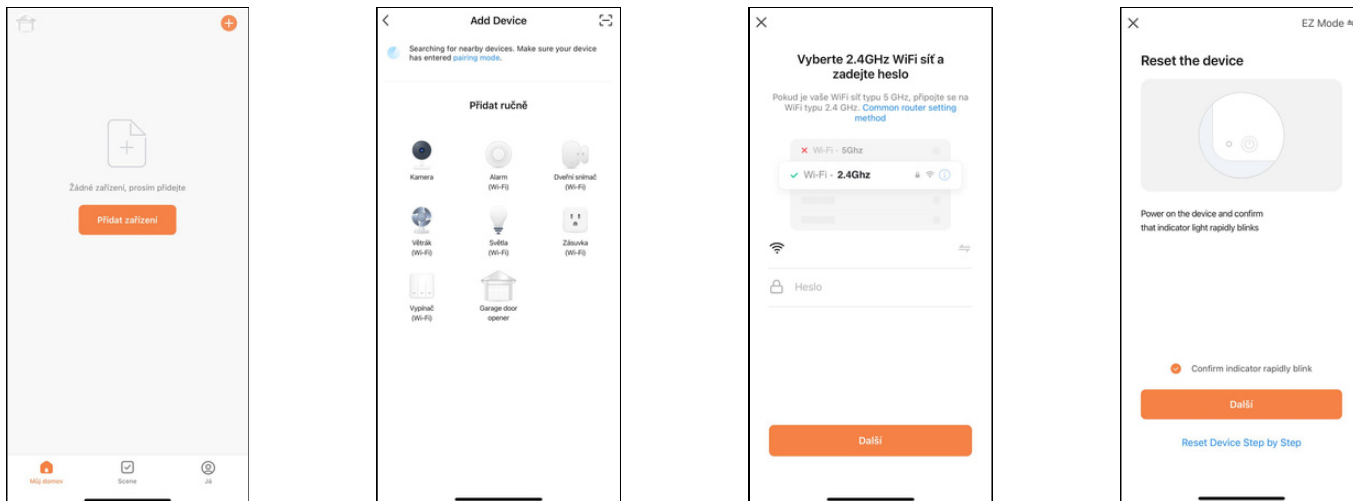 Žádné zařízení, prosím přidejte
Přidat zařízení
Můj domov
Scene
Já
Add Device
Searching for nearby devices. Make sure your device
has entered pairing mode.
Přidat ručně
Kamera
Alarm
(Wi-Fi)
Dveřní snímač
(Wi-Fi)
Větrák
(Wi-Fi)
Světla
(Wi-Fi)
Zásuvka
(Wi-Fi)
Vypínač
(Wi-Fi)
Garage door
opener
Vyberte 2.4GHz WiFi síť a
zadejte heslo
Pokud je vaše WiFi síť typu 5 GHz, připojte se na
WiFi typu 2.4 GHz. Common router setting
method
Wi-Fi - 5Ghz
Wi-Fi - 2.4Ghz
Heslo
Další
EZ Mode
Reset the device
Power on the device and confirm
that indicator light rapidly blinks
Confirm indicator rapidly blink
Další
Reset Device Step by Step